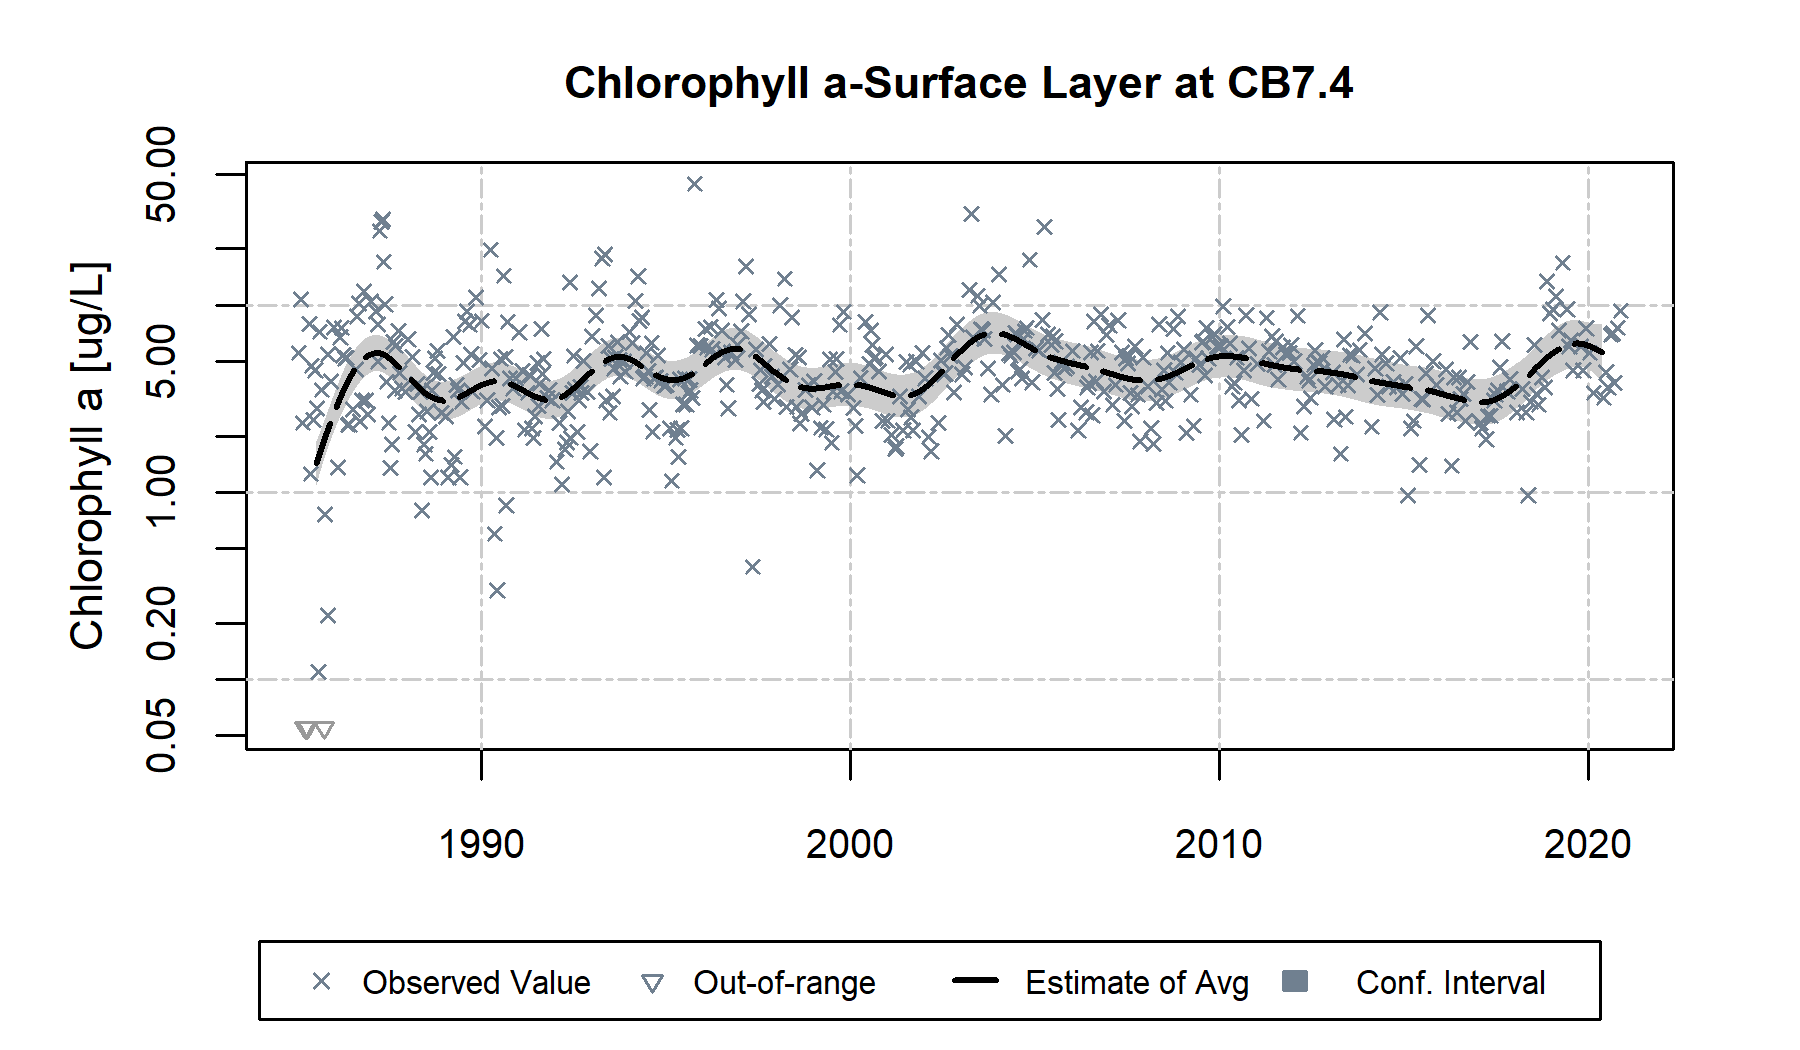 Chlorophyll a-Surface Layer at CB7.4
Chlorophyll a [ug/L]
50.00
5.00
1.00
0.20
0.05
1990 2000 2010 2020
Observed Value Out-of-range Estimate of Avg Conf. Interval